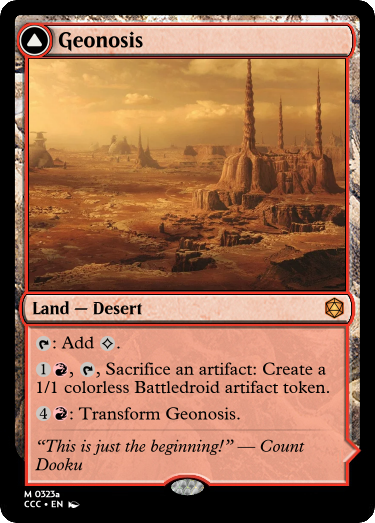 Geonosis
Land — Desert
: Add .
1 , , Sacrifice an artifact: Create a
1/1 colorless Battledroid artifact token.
4 : Transform Geonosis.
“This is just the beginning!” — Count
Dooku
M 0323a
CCC • EN